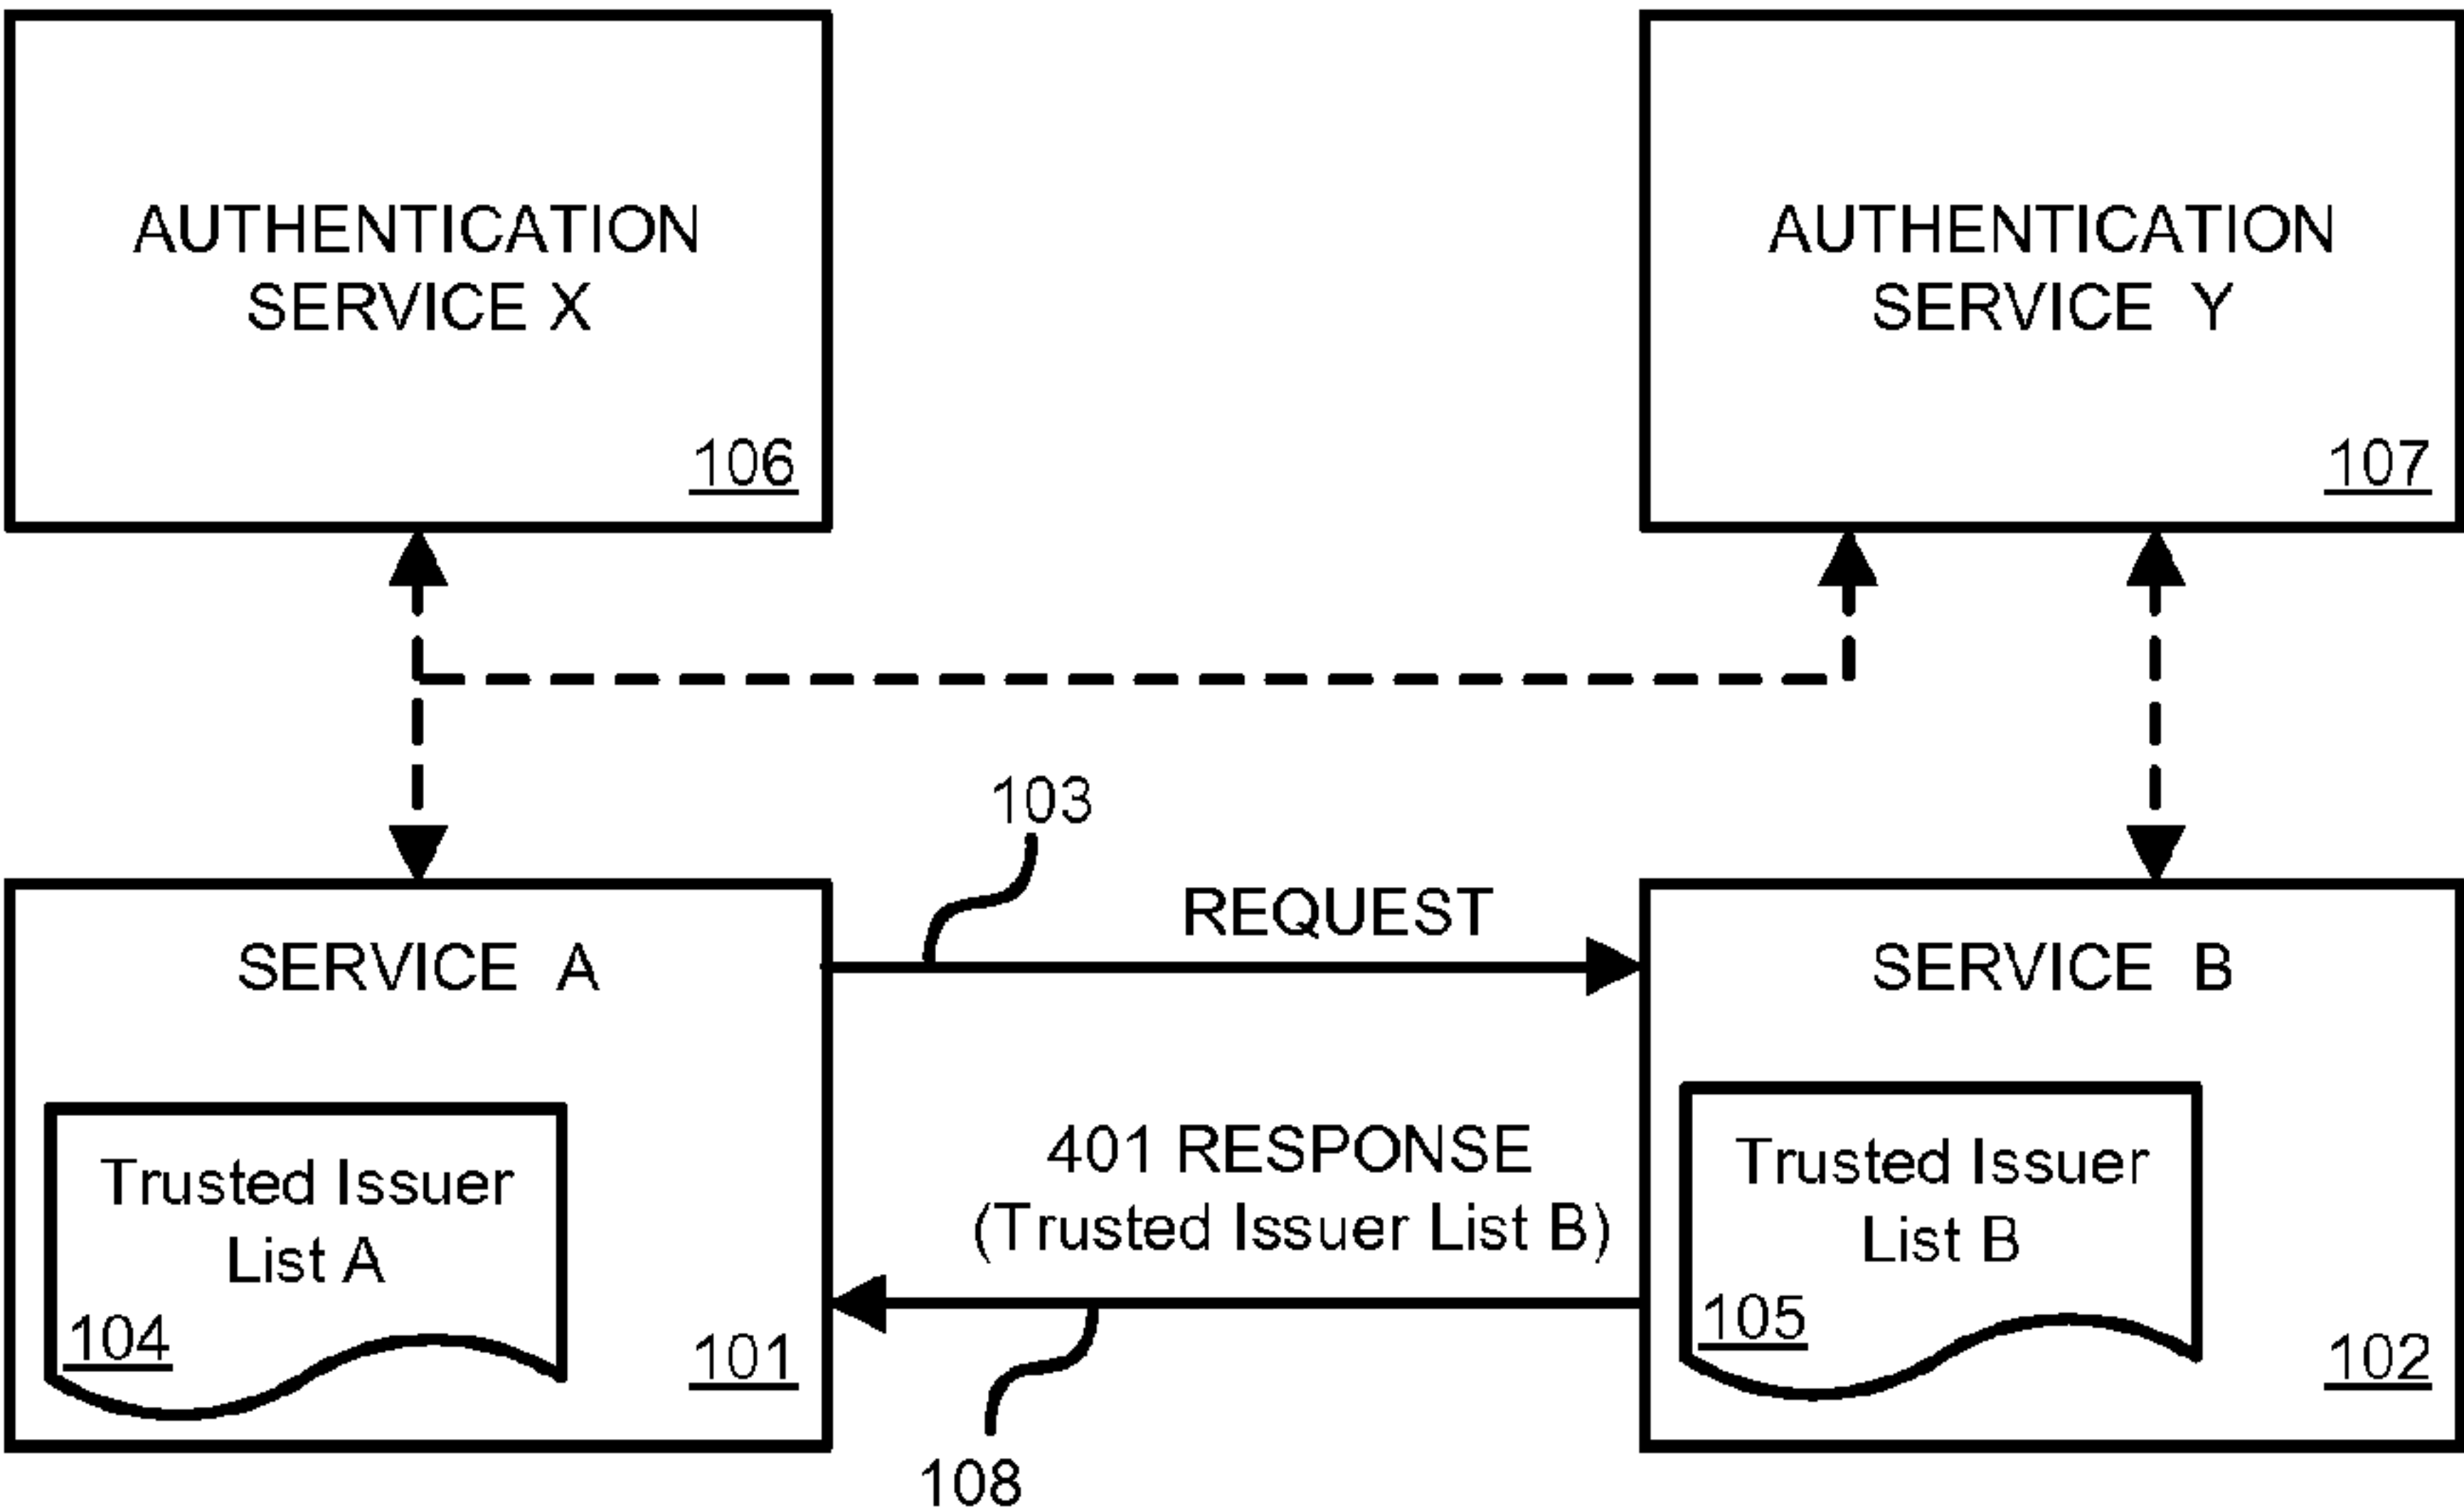 AUTHENTICATION
SERVICE X
106
AUTHENTICATION
SERVICE Y
107
103
REQUEST
SERVICE A
Trusted Issuer
List A
104
101
401 RESPONSE
(Trusted Issuer List B)
108
SERVICE B
Trusted Issuer
List B
105
102